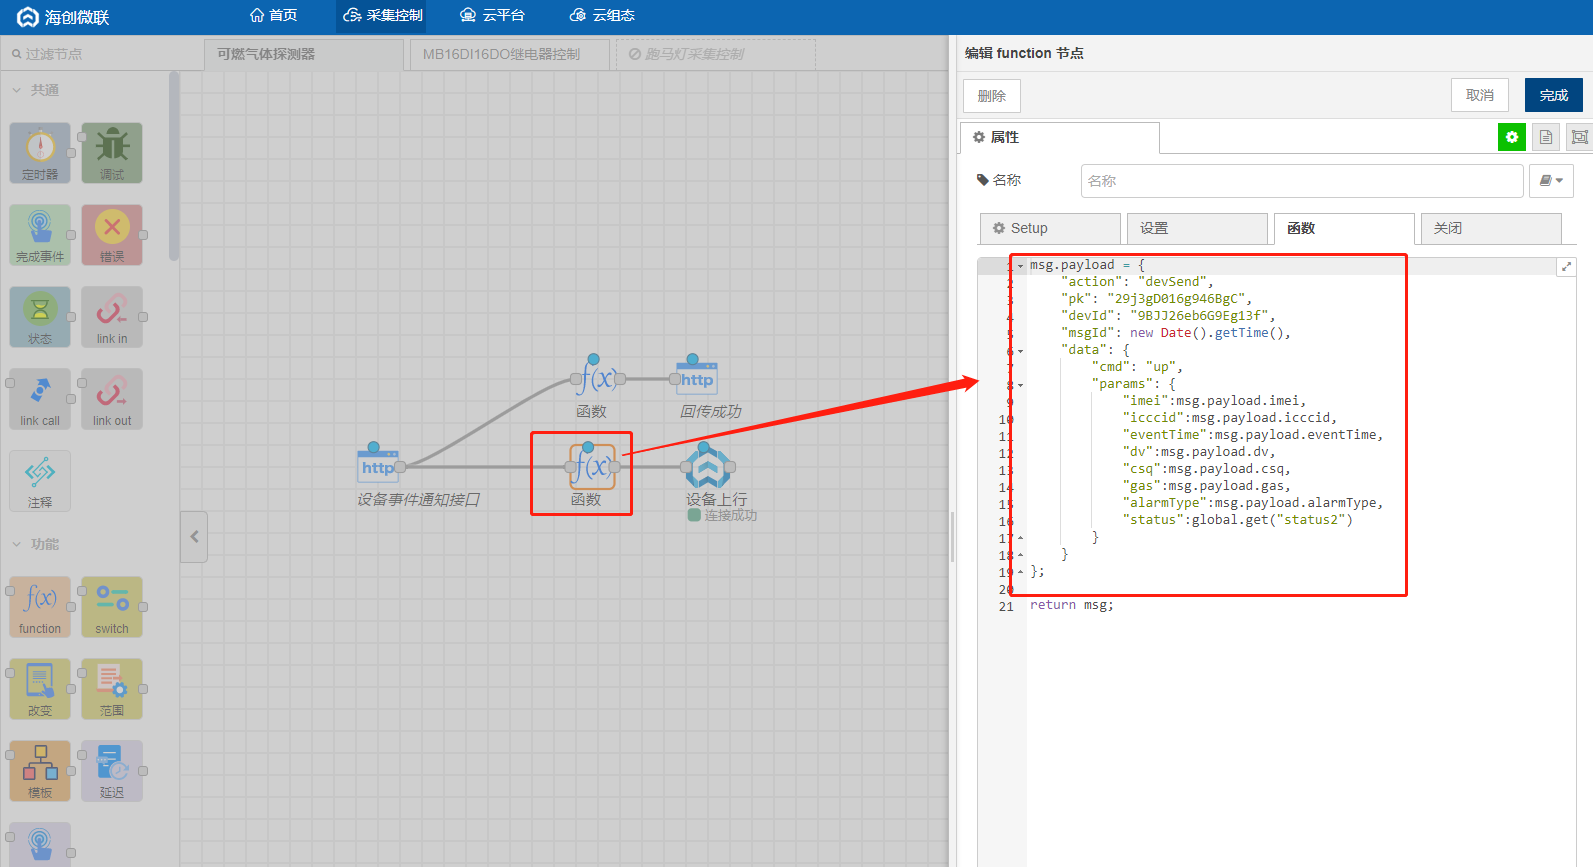 海创微联
首页
采集控制
云平台
云组态
过滤节点
可燃气体探测器
MB16DI16DO继电器控制
跑马灯采集控制
共通
定时器
调试
完成事件
错误
状态
link in
link call
link out
注释
功能
f(x)
function
switch
改变
范围
模板
延迟
f(x)
函数
http
回传成功
http
设备事件通知接口
f(x)
函数
设备上行
连接成功
编辑 function 节点
删除
取消
完成
属性
名称
名称
Setup
设置
函数
关闭
1 msg.payload = {
2 "action": "devSend",
3 "pk": "29j3gD016g946BgC",
4 "devId": "9BJJ26eb6G9Eg13f",
5 "msgId": new Date().getTime(),
6 "data": {
7 "cmd": "up",
8 "params": {
9 "imei":msg.payload.imei,
10 "icccid":msg.payload.icccid,
11 "eventTime":msg.payload.eventTime,
12 "dv":msg.payload.dv,
13 "csq":msg.payload.csq,
14 "gas":msg.payload.gas,
15 "alarmType":msg.payload.alarmType,
16 "status":global.get("status2")
17 }
18 }
19 };
20
21 return msg;